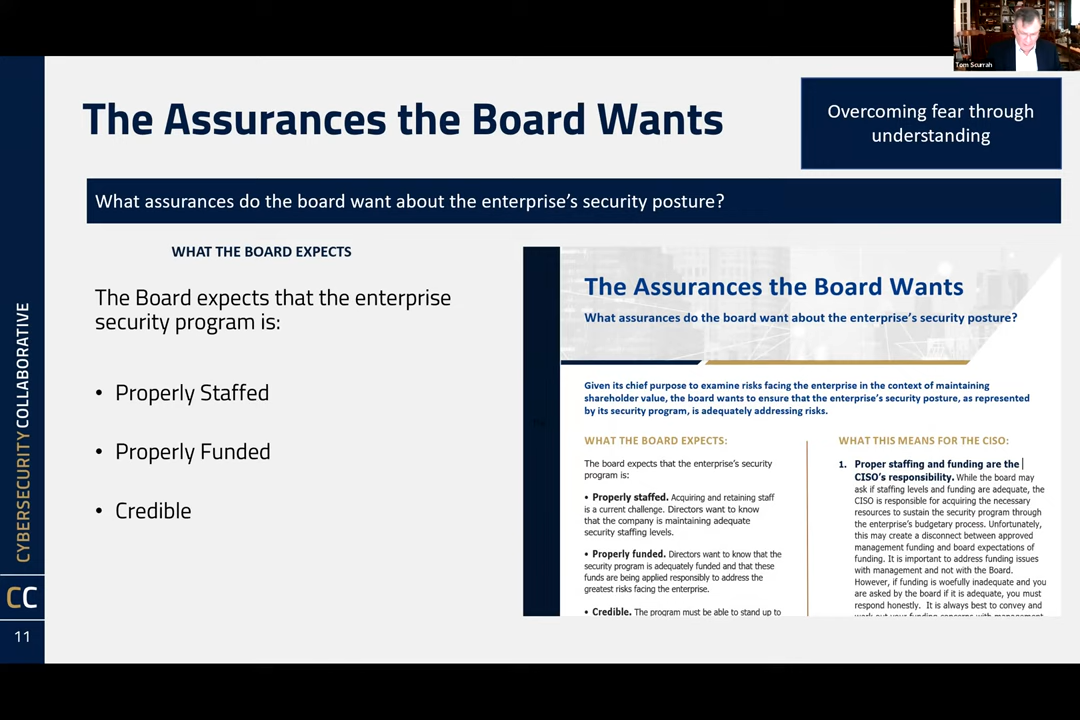 Tom Scurrah
The Assurances the Board Wants
Overcoming fear through
understanding
What assurances do the board want about the enterprise's security posture?
WHAT THE BOARD EXPECTS
The Board expects that the enterprise
security program is:
• Properly Staffed
• Properly Funded
• Credible
The Assurances the Board Wants
What assurances do the board want about the enterprise's security posture?
Given its chief purpose to examine risks facing the enterprise in the context of maintaining
shareholder value, the board wants to ensure that the enterprise's security posture, as represented
by its security program, is adequately addressing risks.
WHAT THE BOARD EXPECTS:
The board expects that the enterprise's security
program is:
• Properly staffed. Acquiring and retaining staff
is a current challenge. Directors want to know
that the company is maintaining adequate
security staffing levels.
• Properly funded. Directors want to know that the
security program is adequately funded and that these
funds are being applied responsibly to address the
greatest risks facing the enterprise.
• Credible. The program must be able to stand up to
WHAT THIS MEANS FOR THE CISO:
1. Proper staffing and funding are the
CISO's responsibility. While the board may
ask if staffing levels and funding are adequate, the
CISO is responsible for acquiring the necessary
resources to sustain the security program through
the enterprise's budgetary process. Unfortunately,
this may create a disconnect between approved
management funding and board expectations of
funding. It is important to address funding issues
with management and not with the Board.
However, if funding is woefully inadequate and you
are asked by the board if it is adequate, you must
respond honestly. It is always best to convey and
work out your funding concerns with management
CYBERSECURITY COLLABORATIVE
CC
11